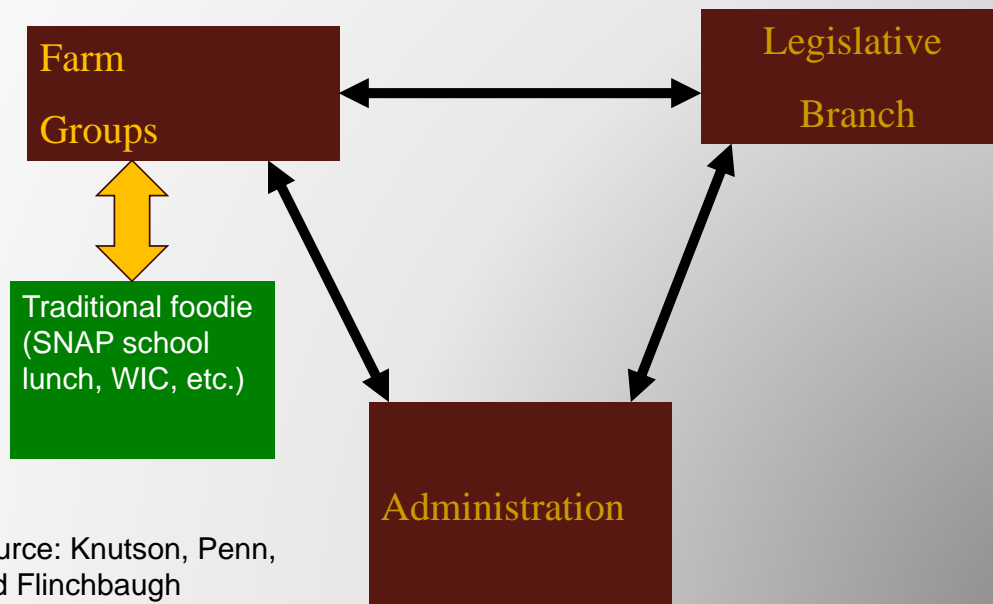 Farm
Groups
Legislative
Branch
Traditional foodie
(SNAP school
lunch, WIC, etc.)
Administration
urce: Knutson, Penn,
d Flinchbaugh